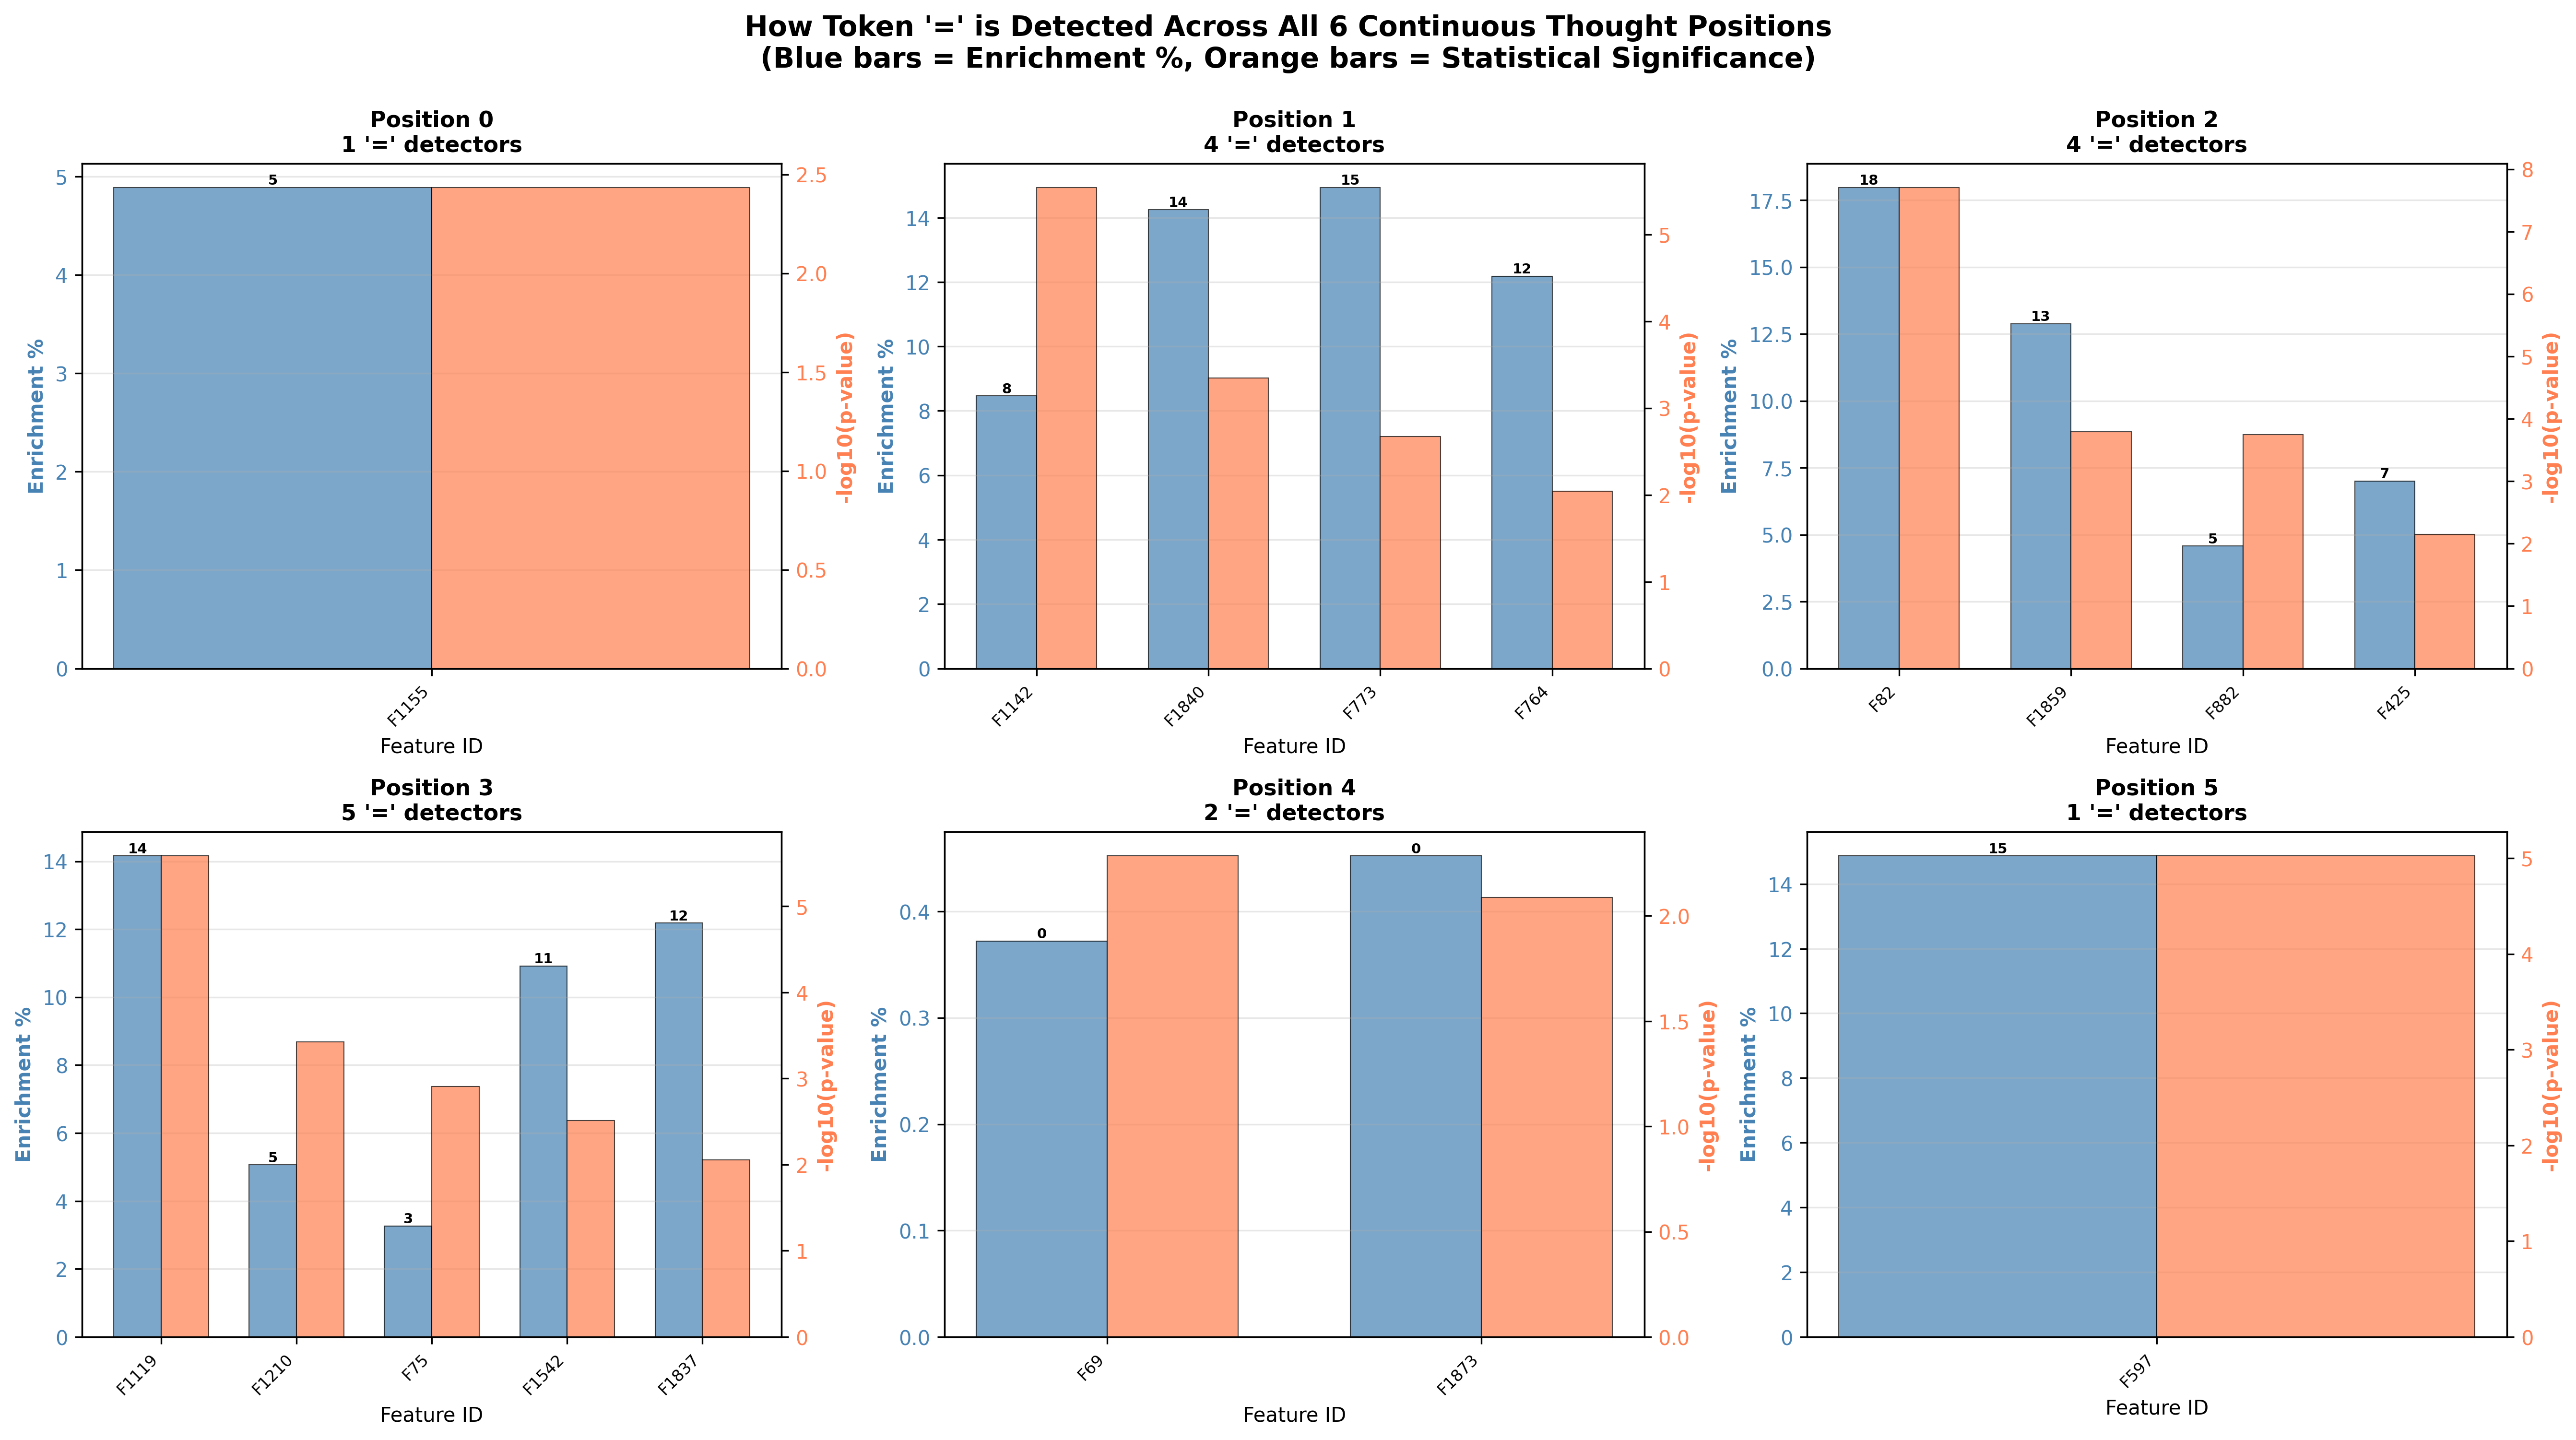 How Token '=' is Detected Across All 6 Continuous Thought Positions
(Blue bars = Enrichment %, Orange bars = Statistical Significance)
Position 0
1 '=' detectors
Enrichment %
5
4
3
2
1
0
5
2.5
2.0
1.5
1.0
0.5
0.0
-log10(p-value)
F1155
Feature ID
Position 1
4 '=' detectors
Enrichment %
14
12
10
8
6
4
2
0
8
14
15
12
5
4
3
2
1
0
-log10(p-value)
F1142
F1840
F773
F764
Feature ID
Position 2
4 '=' detectors
Enrichment %
17.5
15.0
12.5
10.0
7.5
5.0
2.5
0.0
18
13
5
7
8
7
6
5
4
3
2
1
0
-log10(p-value)
F82
F1859
F882
F425
Feature ID
Position 3
5 '=' detectors
Enrichment %
14
12
10
8
6
4
2
0
14
5
3
11
12
5
4
3
2
1
0
-log10(p-value)
F1119
F1210
F75
F1542
F1837
Feature ID
Position 4
2 '=' detectors
Enrichment %
0.4
0.3
0.2
0.1
0.0
0
0
2.0
1.5
1.0
0.5
0.0
-log10(p-value)
F69
F1873
Feature ID
Position 5
1 '=' detectors
Enrichment %
14
12
10
8
6
4
2
0
15
5
4
3
2
1
0
-log10(p-value)
F597
Feature ID